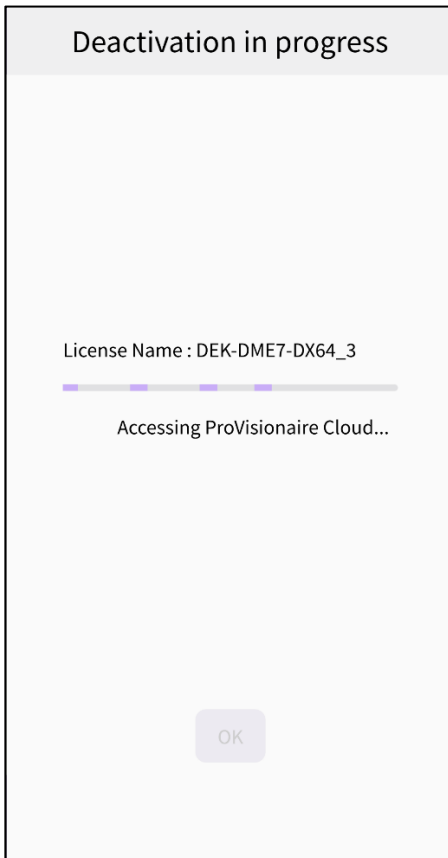 Deactivation in progress
License Name : DEK-DME7-DX64_3
Accessing ProVisionaire Cloud...
OK